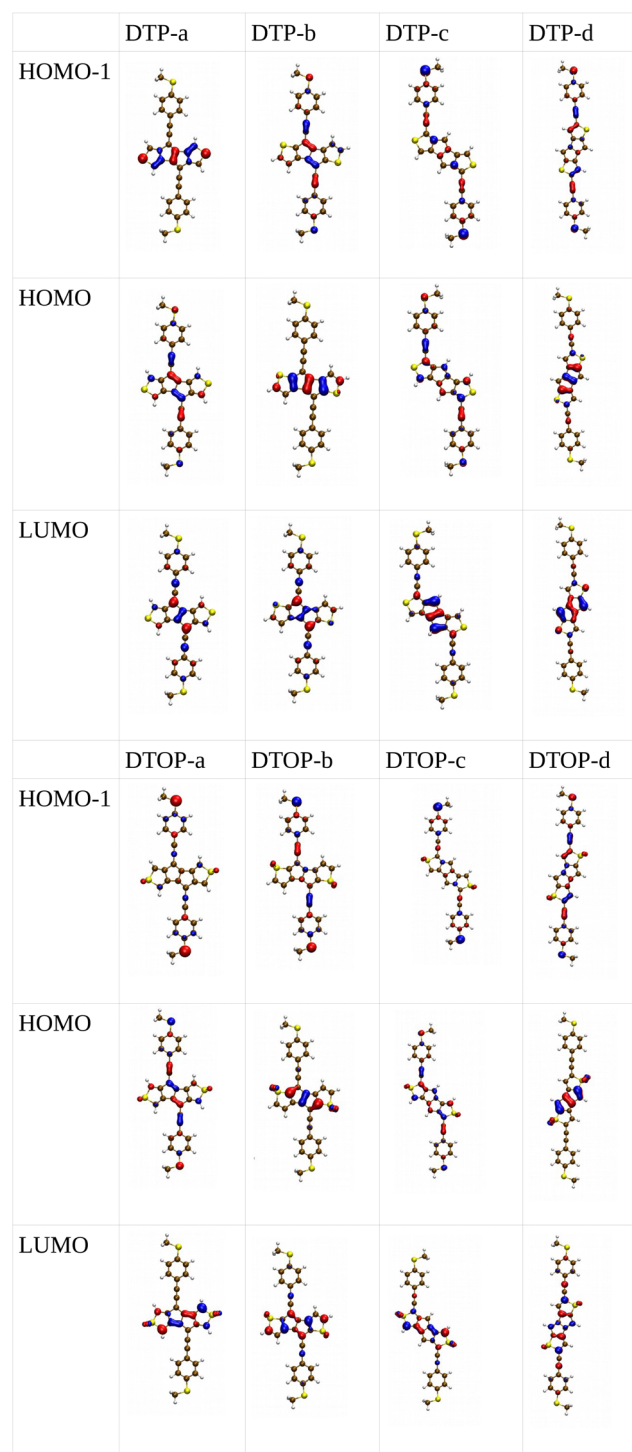 DTP-a DTP-b DTP-c DTP-d
HOMO-1
HOMO
LUMO
DTOP-a DTOP-b DTOP-c DTOP-d
HOMO-1
HOMO
LUMO